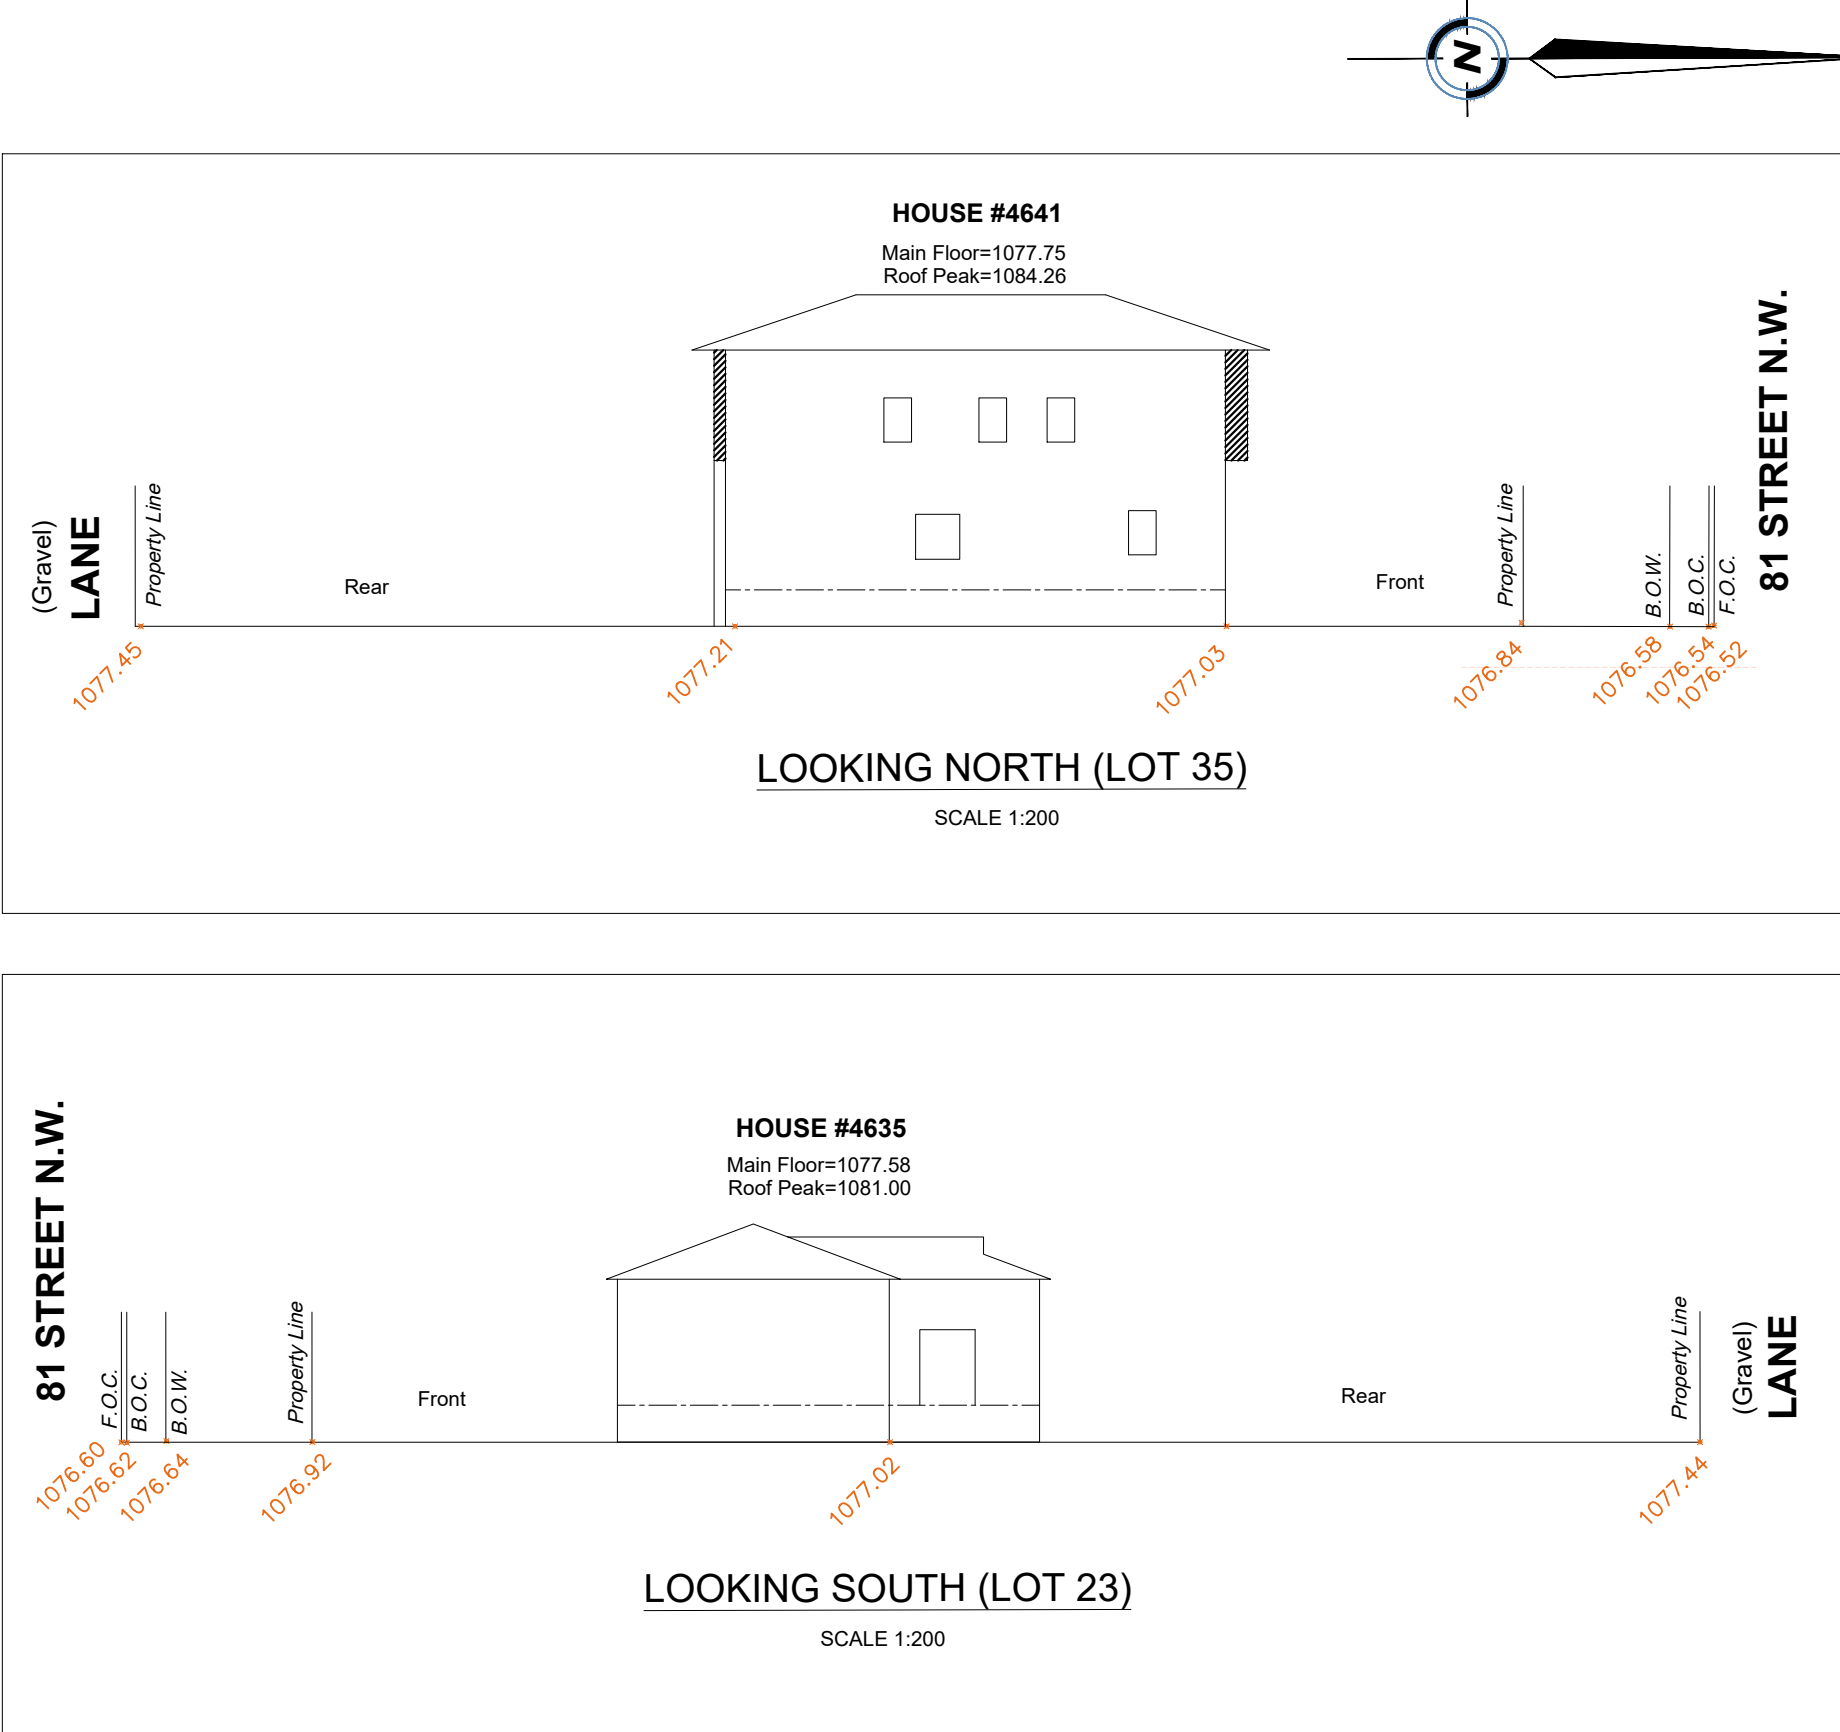 N
HOUSE #4641
Main Floor=1077.75
Roof Peak=1084.26
(Gravel)
LANE
Property Line
Rear
Front
Property Line
B.O.W.
B.O.C.
F.O.C.
81 STREET N.W.
1077.45
1077.21
1077.03
1076.84
1076.58
1076.54
1076.52
LOOKING NORTH (LOT 35)
SCALE 1:200
HOUSE #4635
Main Floor=1077.58
Roof Peak=1081.00
81 STREET N.W.
F.O.C.
B.O.C.
B.O.W.
Property Line
Front
Rear
Property Line
(Gravel)
LANE
1076.60
1076.62
1076.64
1076.92
1077.02
1077.44
LOOKING SOUTH (LOT 23)
SCALE 1:200